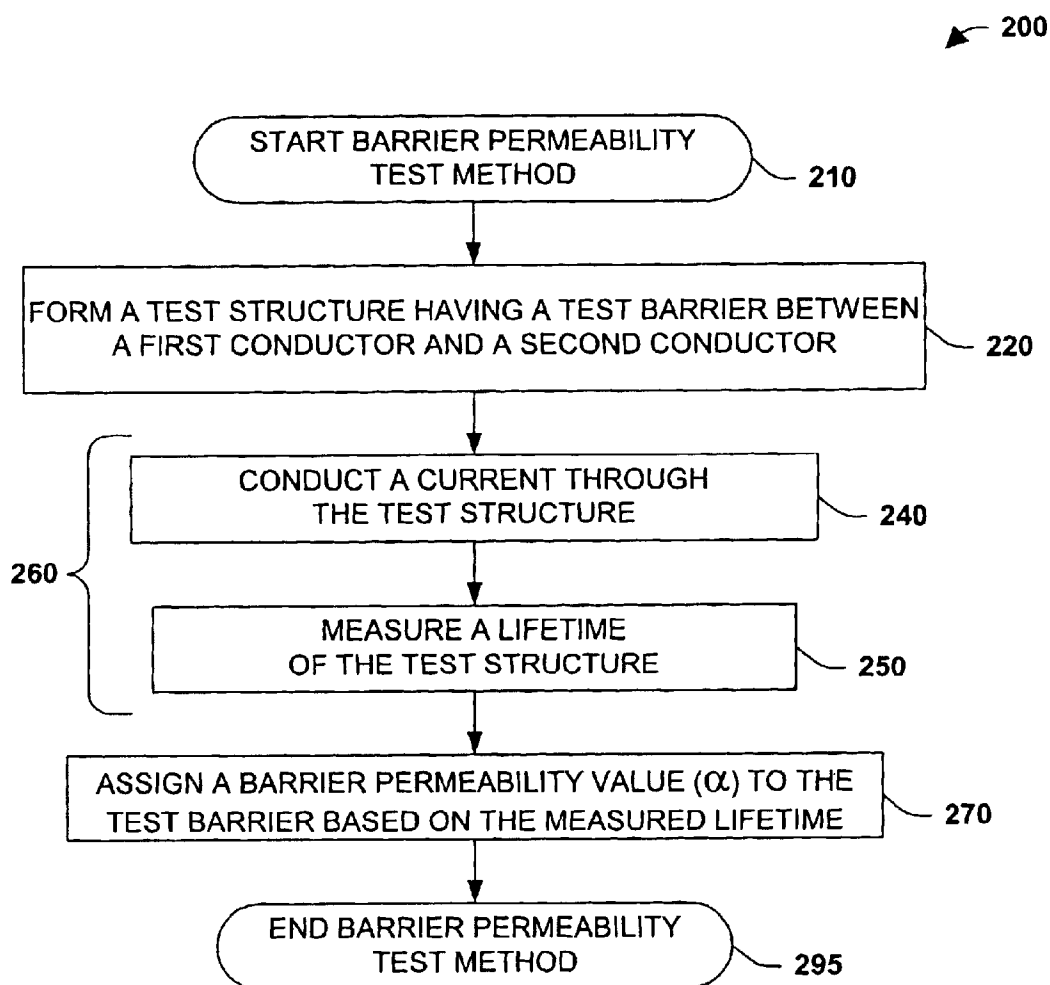 200
START BARRIER PERMEABILITY
TEST METHOD
210
FORM A TEST STRUCTURE HAVING A TEST BARRIER BETWEEN
A FIRST CONDUCTOR AND A SECOND CONDUCTOR
220
CONDUCT A CURRENT THROUGH
THE TEST STRUCTURE
240
260
MEASURE A LIFETIME
OF THE TEST STRUCTURE
250
ASSIGN A BARRIER PERMEABILITY VALUE (α) TO THE
TEST BARRIER BASED ON THE MEASURED LIFETIME
270
END BARRIER PERMEABILITY
TEST METHOD
295